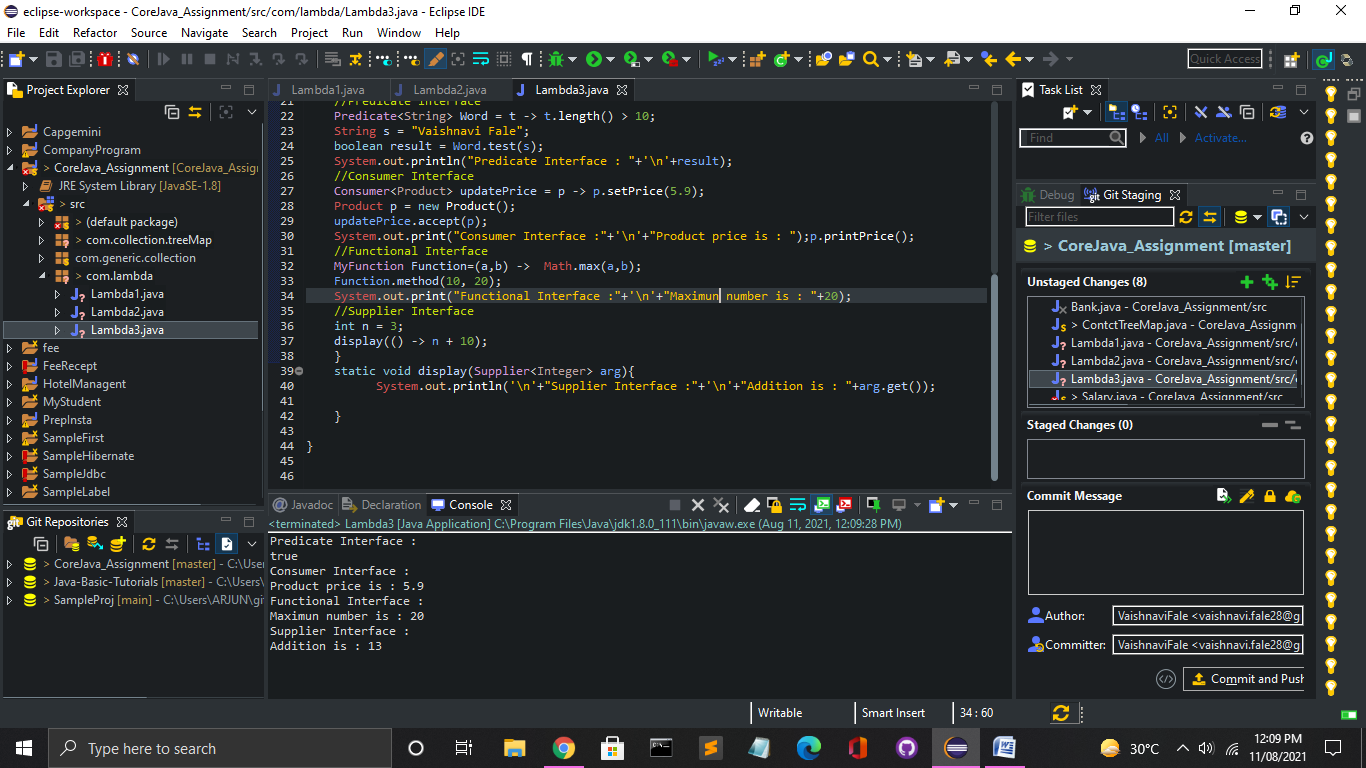 eclipse-workspace - CoreJava_Assignment/src/com/lambda/Lambda3.java - Eclipse IDE
File Edit Refactor Source Navigate Search Project Run Window Help
Quick Access
Project Explorer
Capgemini
CompanyProgram
> CoreJava_Assignment [CoreJava_Assig
JRE System Library [JavaSE-1.8]
> src
> (default package)
> com.collection.treeMap
com.generic.collection
> com.lambda
Lambda1.java
Lambda2.java
Lambda3.java
fee
FeeRecept
HotelManagent
MyStudent
PrepInsta
SampleFirst
SampleHibernate
SampleJdbc
SampleLabel
Git Repositories
> CoreJava_Assignment [master] - C:\User
> Java-Basic-Tutorials [master] - C:\Users\
> SampleProj [main] - C:\Users\ARJUN\gi
Lambda1.java Lambda2.java Lambda3.java
21 //Predicate Interface
22 Predicate<String> Word = t -> t.length() > 10;
23 String s = "Vaishnavi Fale";
24 boolean result = Word.test(s);
25 System.out.println("Predicate Interface : "+'\n'+result);
26 //Consumer Interface
27 Consumer<Product> updatePrice = p -> p.setPrice(5.9);
28 Product p = new Product();
29 updatePrice.accept(p);
30 System.out.print("Consumer Interface :"+'\n'+"Product price is : ");p.printPrice();
31 //Functional Interface
32 MyFunction Function=(a,b) -> Math.max(a,b);
33 Function.method(10, 20);
34 System.out.print("Functional Interface :"+'\n'+"Maximun number is : "+20);
35 //Supplier Interface
36 int n = 3;
37 display(() -> n + 10);
38 }
39 static void display(Supplier<Integer> arg){
40 System.out.println('\n'+"Supplier Interface :"+'\n'+"Addition is : "+arg.get());
41
42 }
43
44 }
45
46
Javadoc Declaration Console
<terminated> Lambda3 [Java Application] C:\Program Files\Java\jdk1.8.0_111\bin\javaw.exe (Aug 11, 2021, 12:09:28 PM)
Predicate Interface :
true
Consumer Interface :
Product price is : 5.9
Functional Interface :
Maximun number is : 20
Supplier Interface :
Addition is : 13
Task List
Find All Activate...
Debug Git Staging
Filter files
> CoreJava_Assignment [master]
Unstaged Changes (8)
Bank.java - CoreJava_Assignment/src
> ContctTreeMap.java - CoreJava_Assignm
Lambda1.java - CoreJava_Assignment/src/
Lambda2.java - CoreJava_Assignment/src/
Lambda3.java - CoreJava_Assignment/src/
> Salary.java - CoreJava_Assignment/src
Staged Changes (0)
Commit Message
Author: VaishnaviFale <vaishnavi.fale28@g
Committer: VaishnaviFale <vaishnavi.fale28@g
Commit and Push
Writable Smart Insert 34 : 60
Type here to search
30°C
12:09 PM
11/08/2021